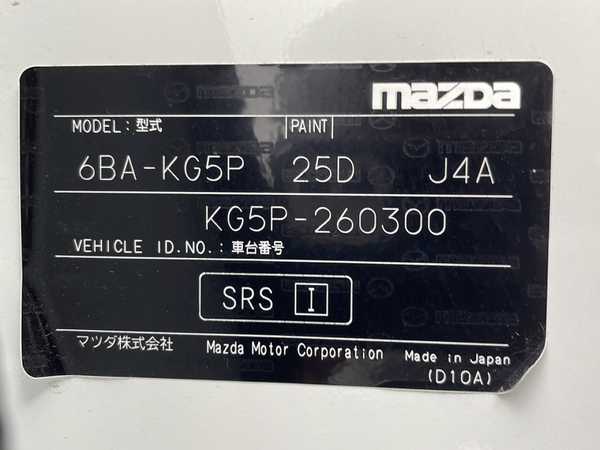 mazda
MODEL: 型式 PAINT
6BA-KG5P 25D J4A
KG5P-260300
VEHICLE ID.NO.: 車台番号
SRS I
マツダ株式会社 Mazda Motor Corporation Made in Japan
(D10A)